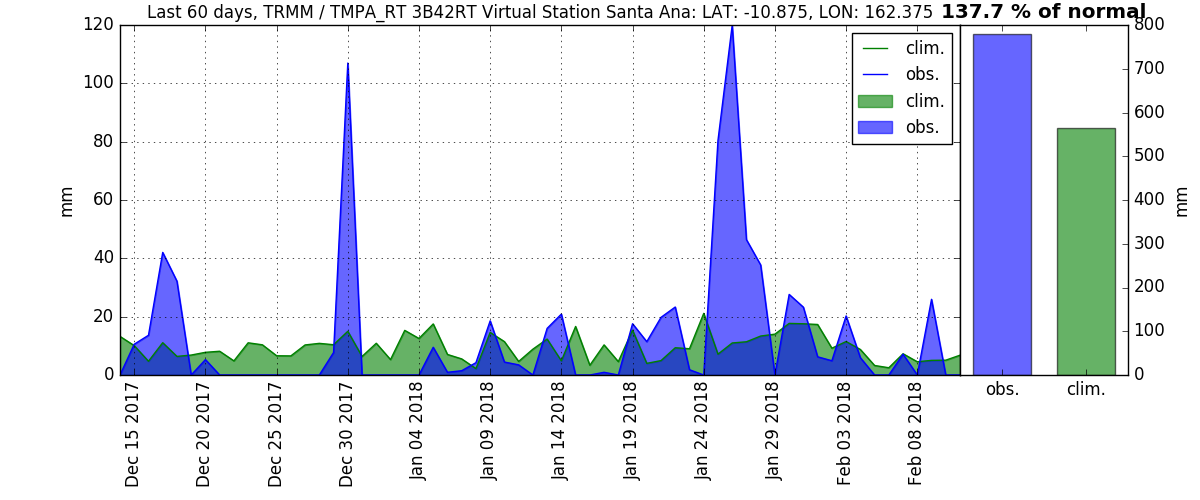 Last 60 days, TRMM / TMPA_RT 3B42RT Virtual Station Santa Ana: LAT: -10.875, LON: 162.375
137.7 % of normal
120
100
80
60
40
20
0
mm
clim.
obs.
clim.
obs.
800
700
600
500
400
300
200
100
0
mm
Dec 15 2017
Dec 20 2017
Dec 25 2017
Dec 30 2017
Jan 04 2018
Jan 09 2018
Jan 14 2018
Jan 19 2018
Jan 24 2018
Jan 29 2018
Feb 03 2018
Feb 08 2018
obs.
clim.